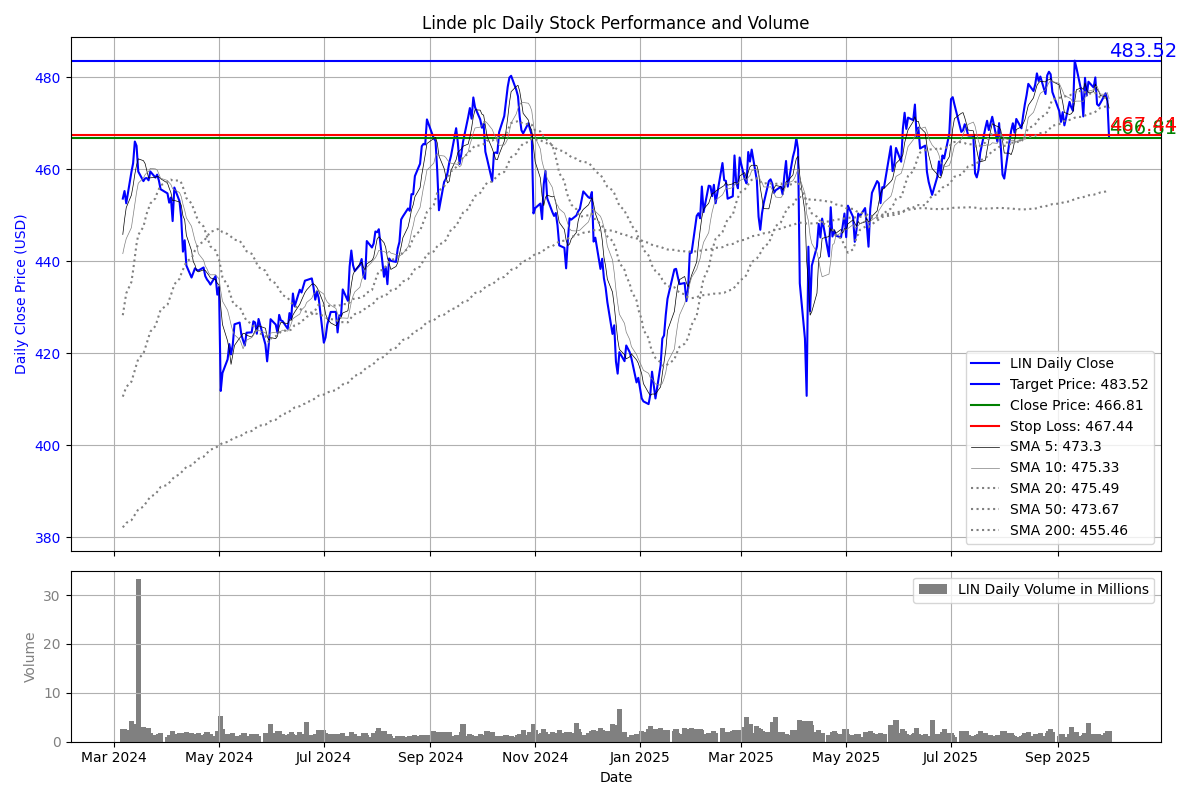 Linde plc Daily Stock Performance and Volume
483.52
467.44
466.81
Daily Close Price (USD)
480
460
440
420
400
380
LIN Daily Close
Target Price: 483.52
Close Price: 466.81
Stop Loss: 467.44
SMA 5: 473.3
SMA 10: 475.33
SMA 20: 475.49
SMA 50: 473.67
SMA 200: 455.46
LIN Daily Volume in Millions
Volume
30
20
10
0
Mar 2024 May 2024 Jul 2024 Sep 2024 Nov 2024 Jan 2025 Mar 2025 May 2025 Jul 2025 Sep 2025
Date